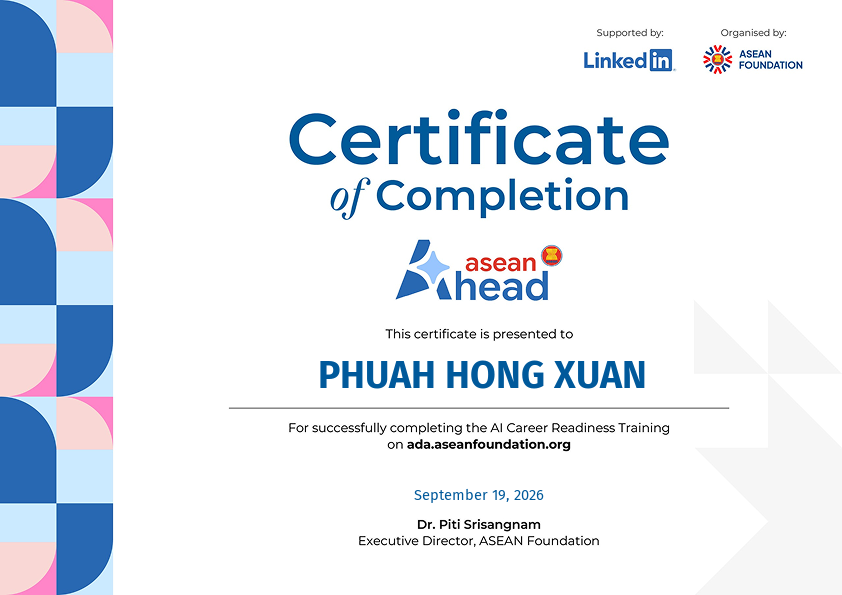 Supported by:
Organised by:
LinkedIn
ASEAN
FOUNDATION
Certificate
of Completion
asean
Ahead
This certificate is presented to
PHUAH HONG XUAN
For successfully completing the AI Career Readiness Training
on ada.aseanfoundation.org
September 19, 2026
Dr. Piti Srisangnam
Executive Director, ASEAN Foundation